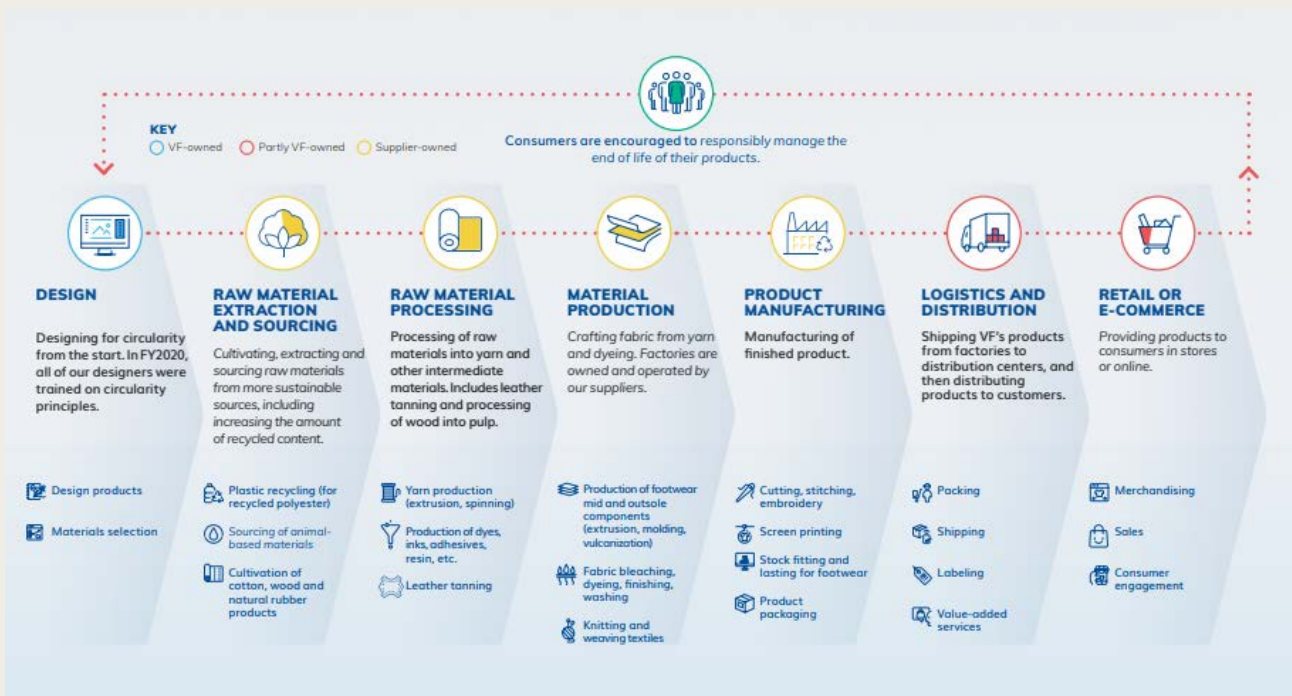 KEY
VF-owned Partly VF-owned Supplier-owned
Consumers are encouraged to responsibly manage the
end of life of their products.
DESIGN
Designing for circularity
from the start. In FY2020,
all of our designers were
trained on circularity
principles.
Design products
Materials selection
RAW MATERIAL
EXTRACTION
AND SOURCING
Cultivating, extracting and
sourcing raw materials
from more sustainable
sources, including
increasing the amount
of recycled content.
Plastic recycling (for
recycled polyester)
Sourcing of animal-
based materials
Cultivation of
cotton, wood and
natural rubber
products
RAW MATERIAL
PROCESSING
Processing of raw
materials into yarn and
other intermediate
materials. Includes leather
tanning and processing
of wood into pulp.
Yarn production
(extrusion, spinning)
Production of dyes,
inks, adhesives,
resin, etc.
Leather tanning
MATERIAL
PRODUCTION
Crafting fabric from yarn
and dyeing. Factories are
owned and operated by
our suppliers.
Production of footwear
mid and outsole
components
(extrusion, molding,
vulcanization)
Fabric bleaching,
dyeing, finishing,
washing
Knitting and
weaving textiles
PRODUCT
MANUFACTURING
Manufacturing of
finished product.
Cutting, stitching,
embroidery
Screen printing
Stock fitting and
lasting for footwear
Product
packaging
LOGISTICS AND
DISTRIBUTION
Shipping VF's products
from factories to
distribution centers, and
then distributing
products to customers.
Packing
Shipping
Labeling
Value-added
services
RETAIL OR
E-COMMERCE
Providing products to
consumers in stores
or online.
Merchandising
Sales
Consumer
engagement